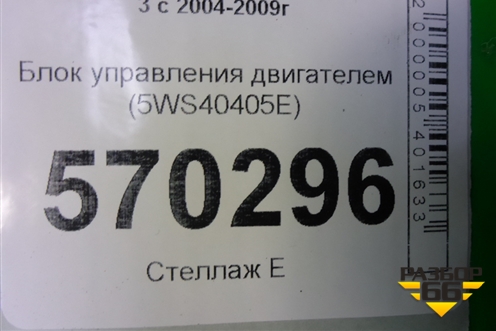 3 с 2004-2009г
Блок управления двигателем
(5WS40405E)
570296
Стеллаж Е
2000005401633
РАЗБОР
66